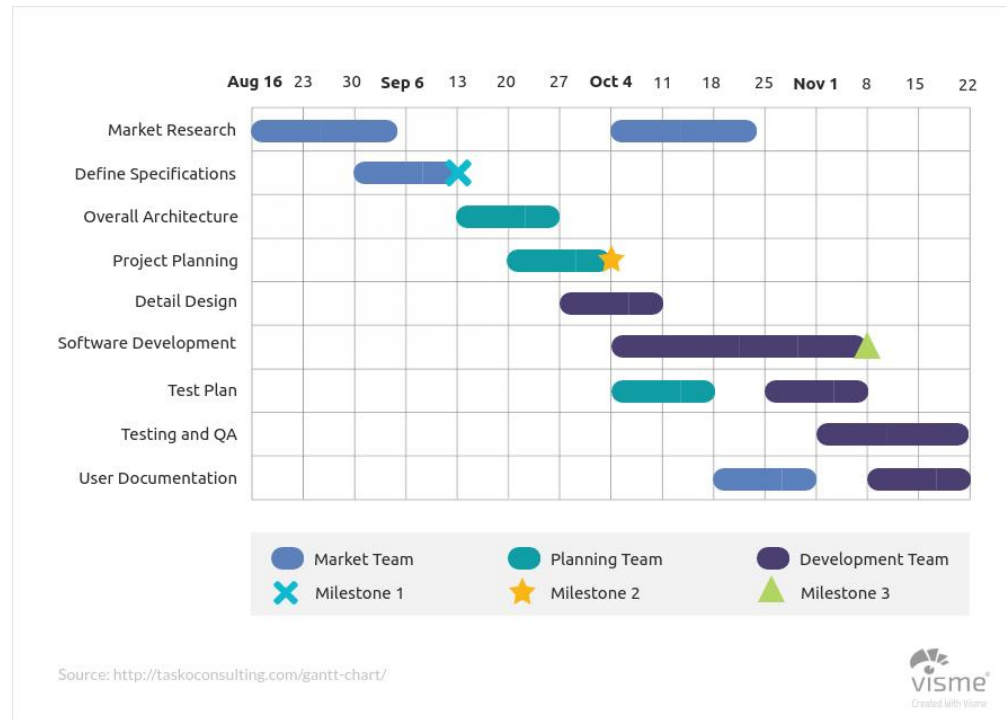 Aug 16 23 30 Sep 6 13 20 27 Oct 4 11 18 25 Nov 1 8 15 22
Market Research
Define Specifications
Overall Architecture
Project Planning
Detail Design
Software Development
Test Plan
Testing and QA
User Documentation
Market Team Planning Team Development Team
Milestone 1 Milestone 2 Milestone 3
Source: http://taskoconsulting.com/gantt-chart/
visme®
Created With Visme